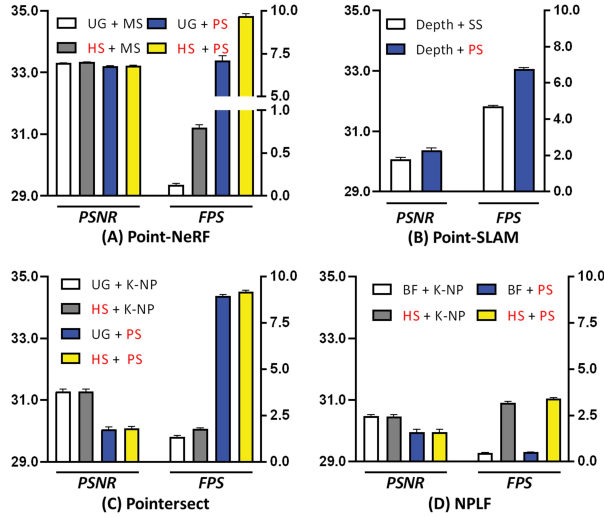 A
UG + MS
UG + PS
HS + MS
HS + PS
35.0
33.0
31.0
29.0
10.0
7.5
5.0
1.0
0.5
0.0
PSNR
FPS
(A) Point-NeRF
B
Depth + SS
Depth + PS
35.0
33.0
31.0
29.0
10.0
8.0
6.0
4.0
2.0
0.0
PSNR
FPS
(B) Point-SLAM
UG + K-NP
HS + K-NP
UG + PS
HS + PS
35.0
33.0
31.0
29.0
10.0
7.5
5.0
2.5
0.0
PSNR
FPS
(C) Pointersect
BF + K-NP
BF + PS
HS + K-NP
HS + PS
35.0
33.0
31.0
29.0
10.0
7.5
5.0
2.5
0.0
PSNR
FPS
(D) NPLF